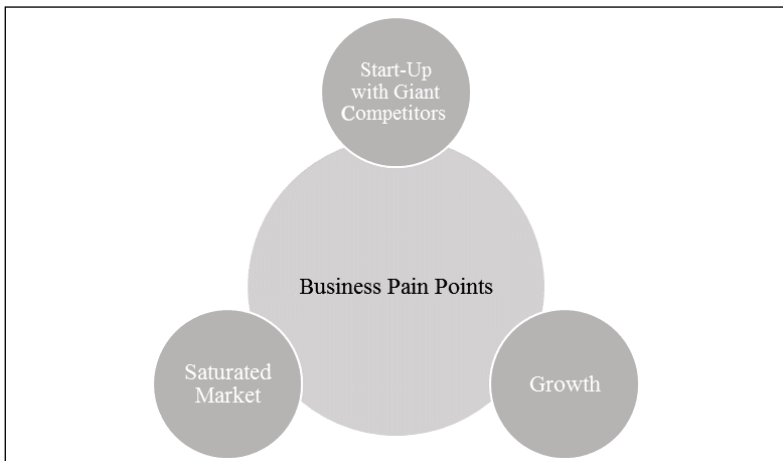 Start-Up
with Giant
Competitors
Business Pain Points
Saturated
Market
Growth